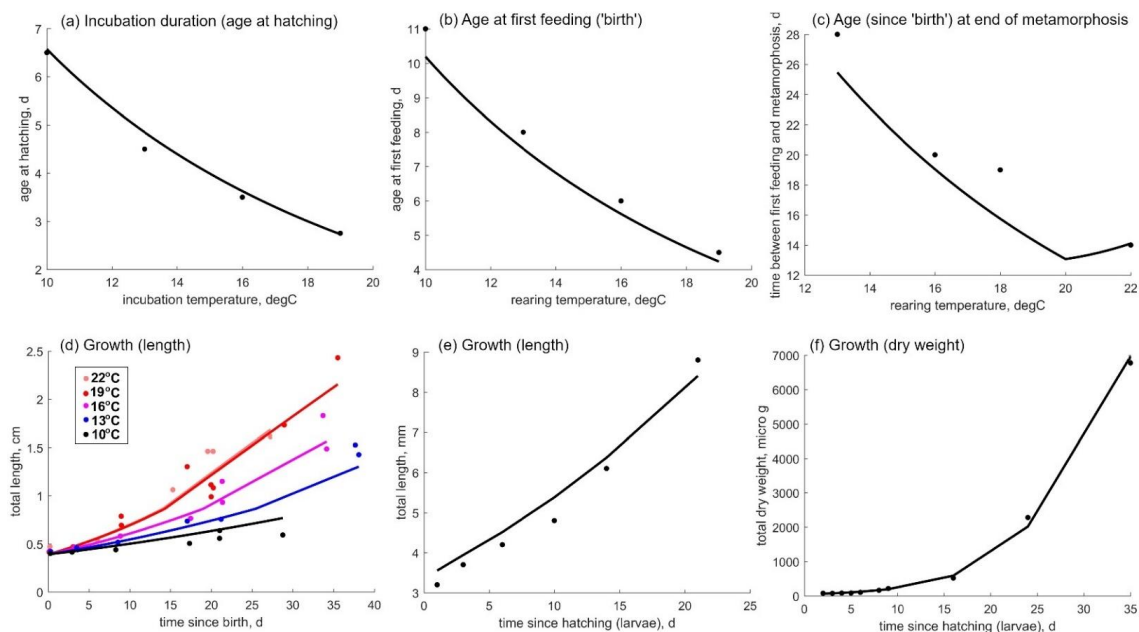 (a) Incubation duration (age at hatching)
age at hatching, d
7
6
5
4
3
2
10 12 14 16 18 20
incubation temperature, degC
(b) Age at first feeding ('birth')
age at first feeding, d
11
10
9
8
7
6
5
4
10 12 14 16 18 20
rearing temperature, degC
(c) Age (since 'birth') at end of metamorphosis
time between first feeding and metamorphosis, d
28
26
24
22
20
18
16
14
12
12 14 16 18 20 22
rearing temperature, degC
(d) Growth (length)
total length, cm
2.5
2
1.5
1
0.5
0
22°C
19°C
16°C
13°C
10°C
0 5 10 15 20 25 30 35 40
time since birth, d
(e) Growth (length)
total length, mm
9
8
7
6
5
4
3
0 5 10 15 20 25
time since hatching (larvae), d
(f) Growth (dry weight)
total dry weight, micro g
7000
6000
5000
4000
3000
2000
1000
0
0 5 10 15 20 25 30 35
time since hatching (larvae), d